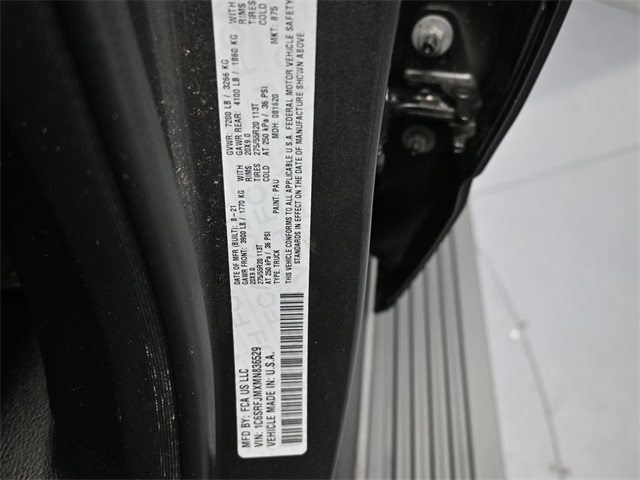 MFD BY: FCA US LLC
VIN: 1C6SRFJMXMN836529
VEHICLE MADE IN: U.S.A.
DATE OF MFR (BUILT): 8-21 GVWR: 7200 LB / 3266 KG
GAWR FRONT: 3900 LB / 1770 KG WITH GAWR REAR: 4100 LB / 1860 KG WITH
20X9.0 RIMS 20X9.0 RIMS
275/55R20 113T TIRES 275/55R20 113T TIRES
AT 250 kPa / 36 PSI COLD AT 250 kPa / 36 PSI COLD
TYPE: TRUCK PAINT: PAU MDH: 081620 MKT: 875
THIS VEHICLE CONFORMS TO ALL APPLICABLE U.S.A. FEDERAL MOTOR VEHICLE SAFETY
STANDARDS IN EFFECT ON THE DATE OF MANUFACTURE SHOWN ABOVE